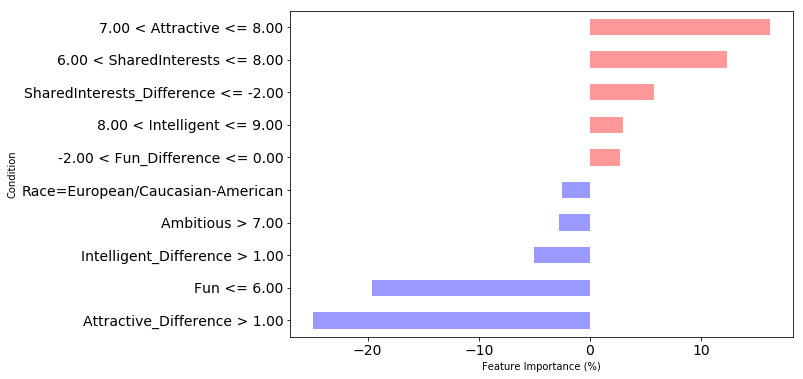 7.00 < Attractive <= 8.00
6.00 < SharedInterests <= 8.00
SharedInterests_Difference <= -2.00
8.00 < Intelligent <= 9.00
-2.00 < Fun_Difference <= 0.00
Race=European/Caucasian-American
Ambitious > 7.00
Intelligent_Difference > 1.00
Fun <= 6.00
Attractive_Difference > 1.00
Condition
−20 −10 0 10
Feature Importance (%)